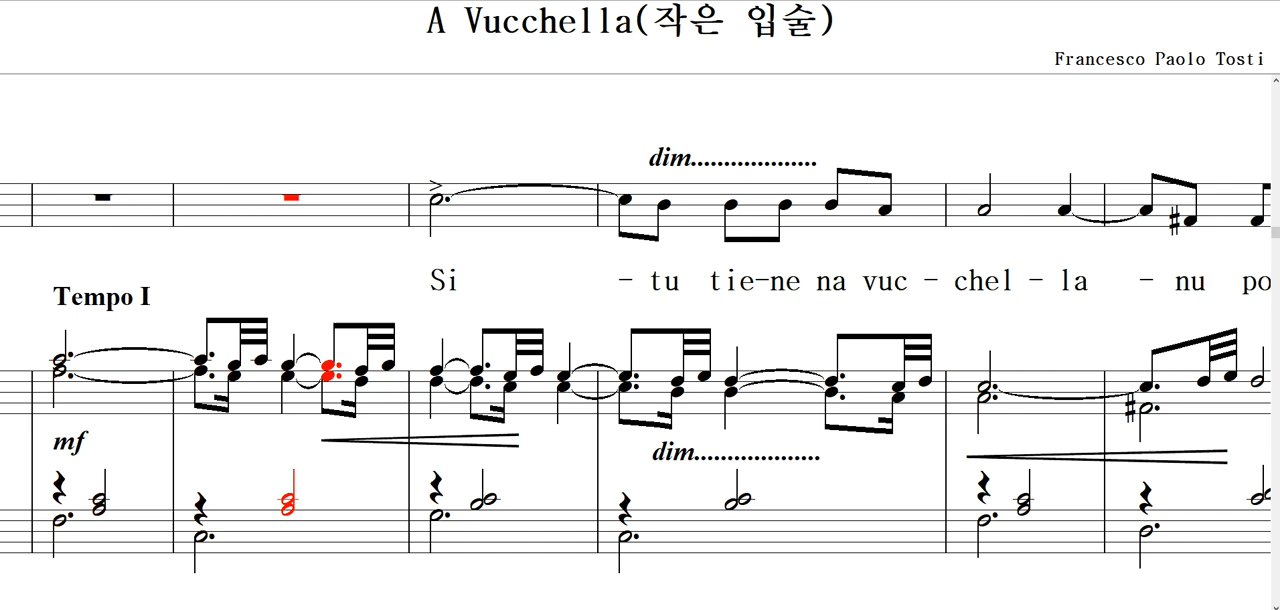 A Vucchella(작은 입술)
Francesco Paolo Tosti
dim...................
Si - tu tie-ne na vuc - chel - la - nu po
Tempo I
mf
dim...................